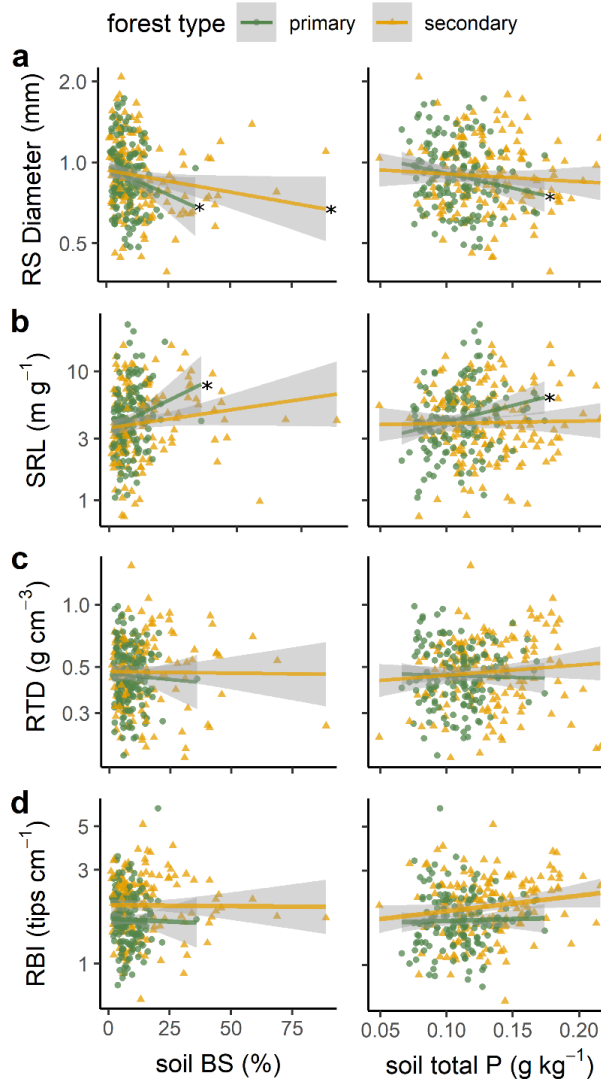 forest type primary secondary
a
RS Diameter (mm)
2.0
1.0
0.5
*
*
*
b
SRL (m g⁻¹)
10
3
1
*
*
c
RTD (g cm⁻³)
1.0
0.5
0.3
d
RBI (tips cm⁻¹)
5
3
1
0 25 50 75 0.05 0.10 0.15 0.20
soil BS (%) soil total P (g kg⁻¹)